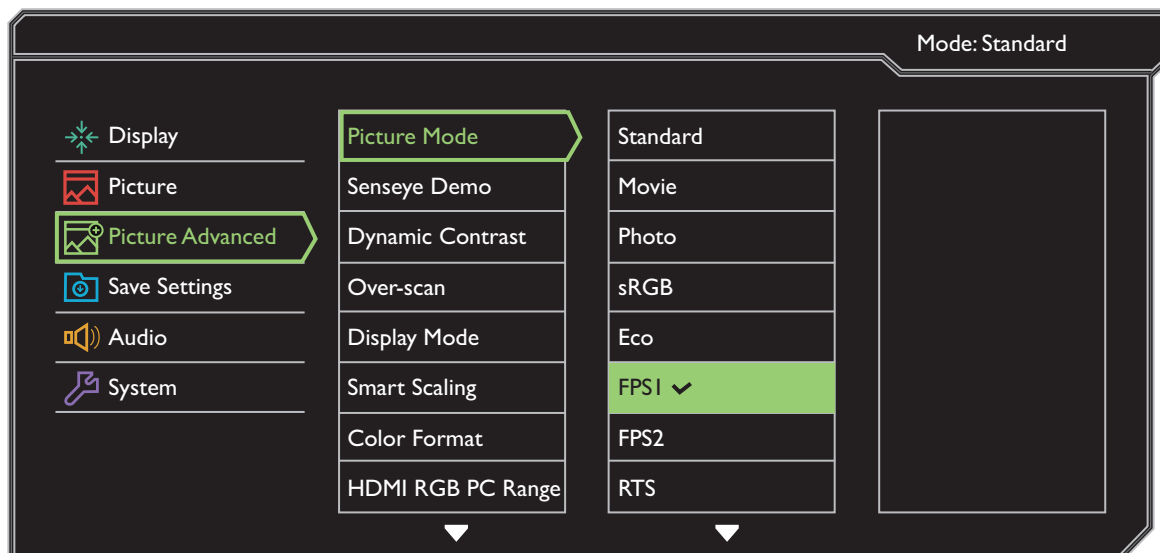 Mode: Standard
Display
Picture
Picture Advanced
Save Settings
Audio
System
Picture Mode
Senseye Demo
Dynamic Contrast
Over-scan
Display Mode
Smart Scaling
Color Format
HDMI RGB PC Range
Standard
Movie
Photo
sRGB
Eco
FPS1
FPS2
RTS